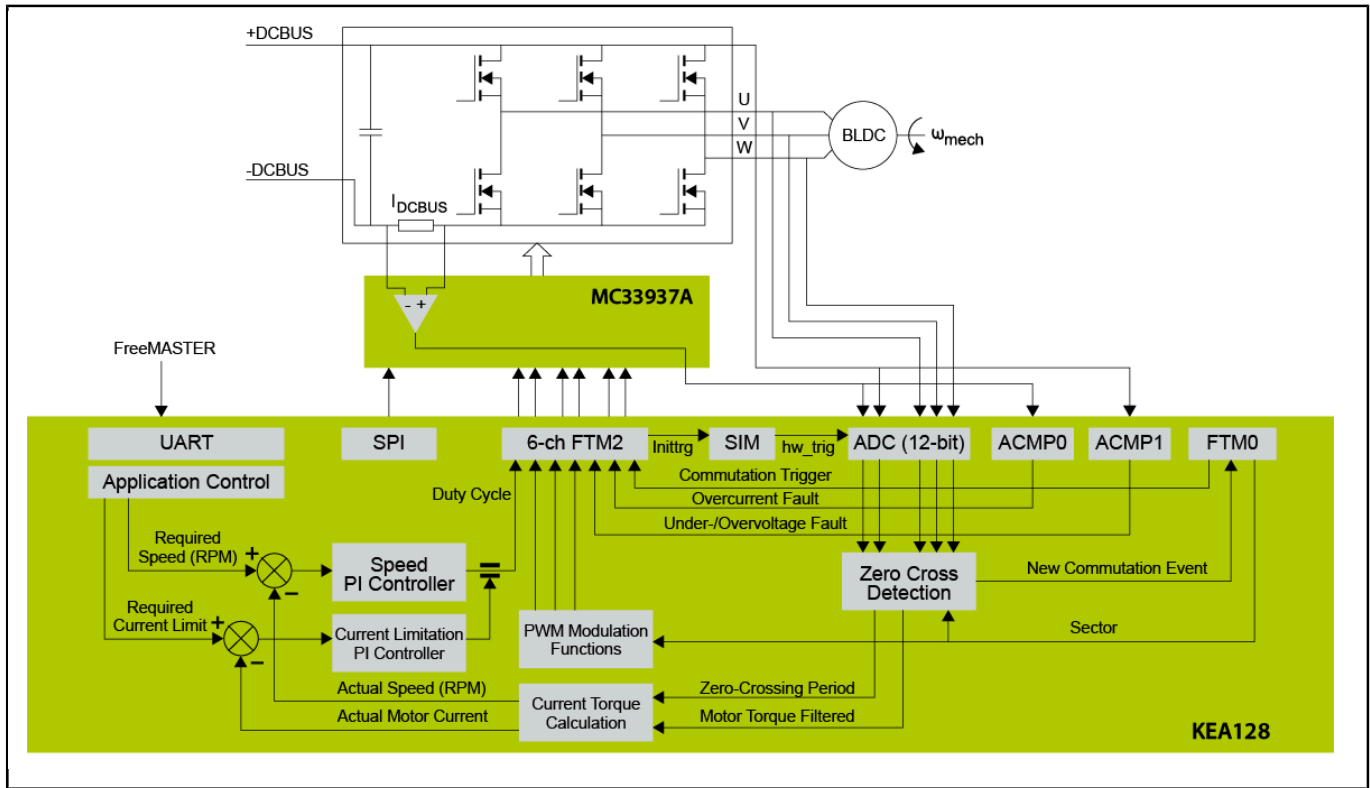 +DCBUS
U
V
W
BLDC
ωmech
-DCBUS
IDCBUS
MC33937A
- +
FreeMASTER
UART
SPI
6-ch FTM2
Inittrg
SIM
hw_trig
ADC (12-bit)
ACMP0
ACMP1
FTM0
Application Control
Commutation Trigger
Duty Cycle
Overcurrent Fault
Under-/Overvoltage Fault
Required
Speed (RPM)
+
−
Speed
PI Controller
Zero Cross
Detection
New Commutation Event
Required
Current Limit
+
−
Current Limitation
PI Controller
PWM Modulation
Functions
Sector
Actual Speed (RPM)
Actual Motor Current
Current Torque
Calculation
Zero-Crossing Period
Motor Torque Filtered
KEA128